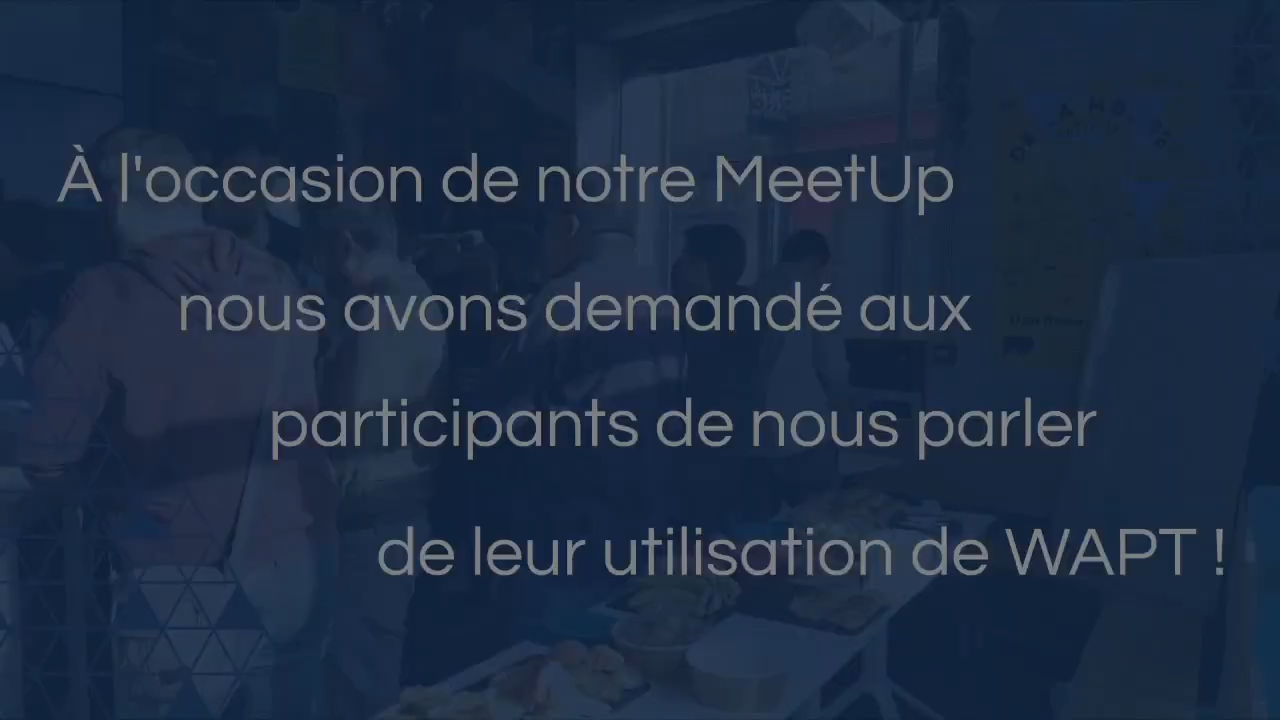 À l'occasion de notre MeetUp
nous avons demandé aux
participants de nous parler
de leur utilisation de WAPT !